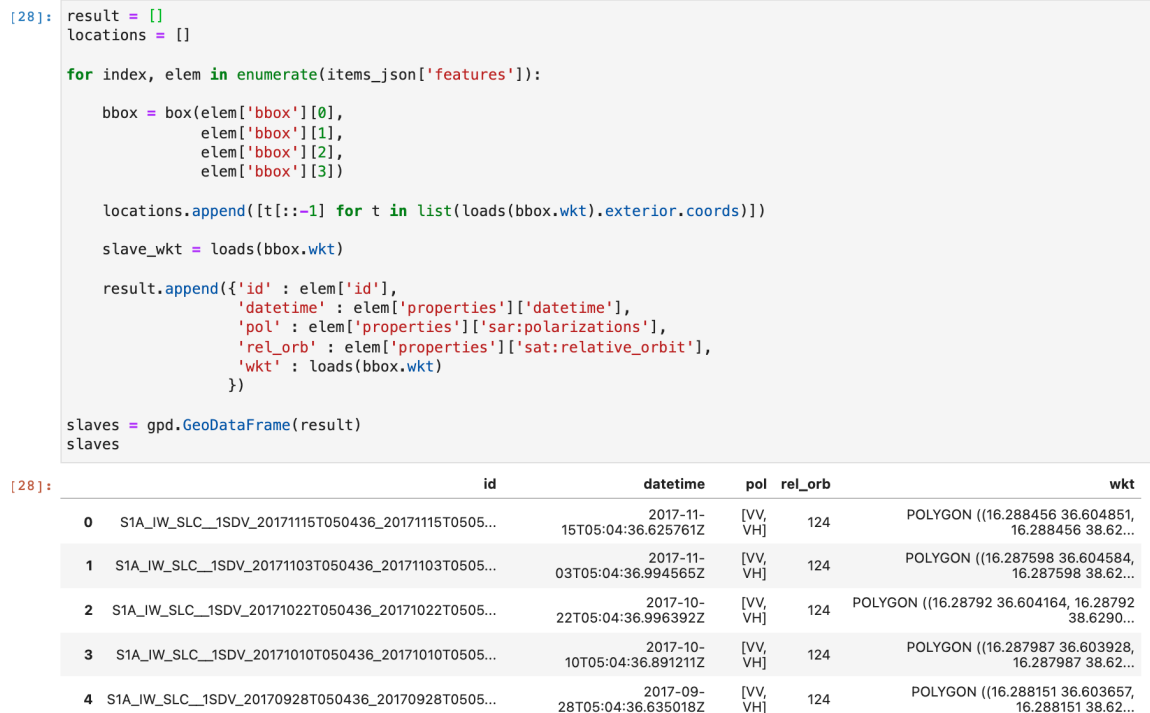 [28]: result = []
locations = []
for index, elem in enumerate(items_json['features']):
    bbox = box(elem['bbox'][0],
               elem['bbox'][1],
               elem['bbox'][2],
               elem['bbox'][3])
    locations.append([t[::-1] for t in list(loads(bbox.wkt).exterior.coords)])
    slave_wkt = loads(bbox.wkt)
    result.append({'id' : elem['id'],
                   'datetime' : elem['properties']['datetime'],
                   'pol' : elem['properties']['sar:polarizations'],
                   'rel_orb' : elem['properties']['sat:relative_orbit'],
                   'wkt' : loads(bbox.wkt)
                  })
slaves = gpd.GeoDataFrame(result)
slaves
[28]: id datetime pol rel_orb wkt
0 S1A_IW_SLC__1SDV_20171115T050436_20171115T0505... 2017-11- [VV, 124 POLYGON ((16.288456 36.604851,
15T05:04:36.625761Z VH] 16.288456 38.62...
1 S1A_IW_SLC__1SDV_20171103T050436_20171103T0505... 2017-11- [VV, 124 POLYGON ((16.287598 36.604584,
03T05:04:36.994565Z VH] 16.287598 38.62...
2 S1A_IW_SLC__1SDV_20171022T050436_20171022T0505... 2017-10- [VV, 124 POLYGON ((16.28792 36.604164, 16.28792
22T05:04:36.996392Z VH] 38.6290...
3 S1A_IW_SLC__1SDV_20171010T050436_20171010T0505... 2017-10- [VV, 124 POLYGON ((16.287987 36.603928,
10T05:04:36.891211Z VH] 16.287987 38.62...
4 S1A_IW_SLC__1SDV_20170928T050436_20170928T0505... 2017-09- [VV, 124 POLYGON ((16.288151 36.603657,
28T05:04:36.635018Z VH] 16.288151 38.62...